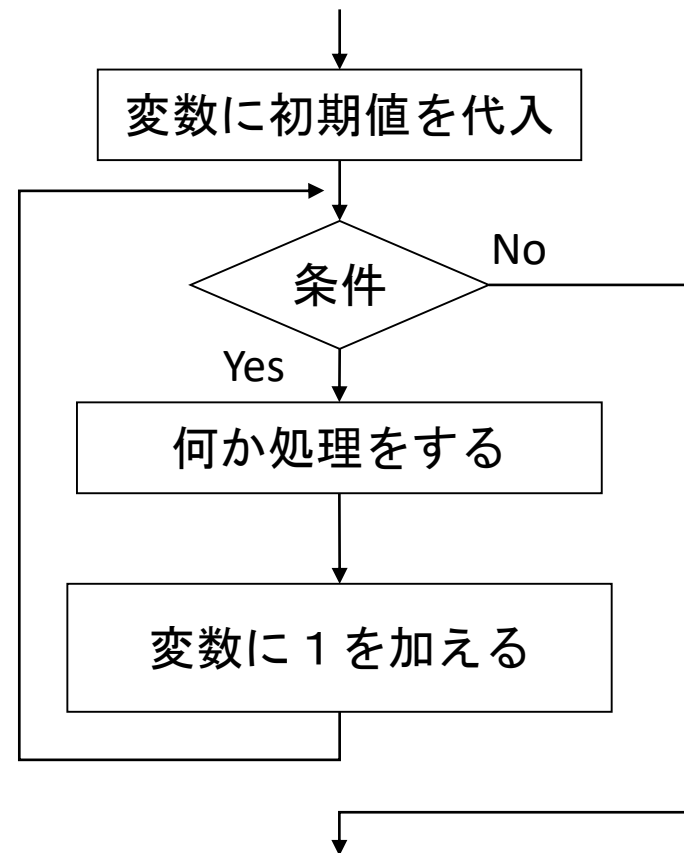 変数に初期値を代入
条件
No
Yes
何か処理をする
変数に１を加える